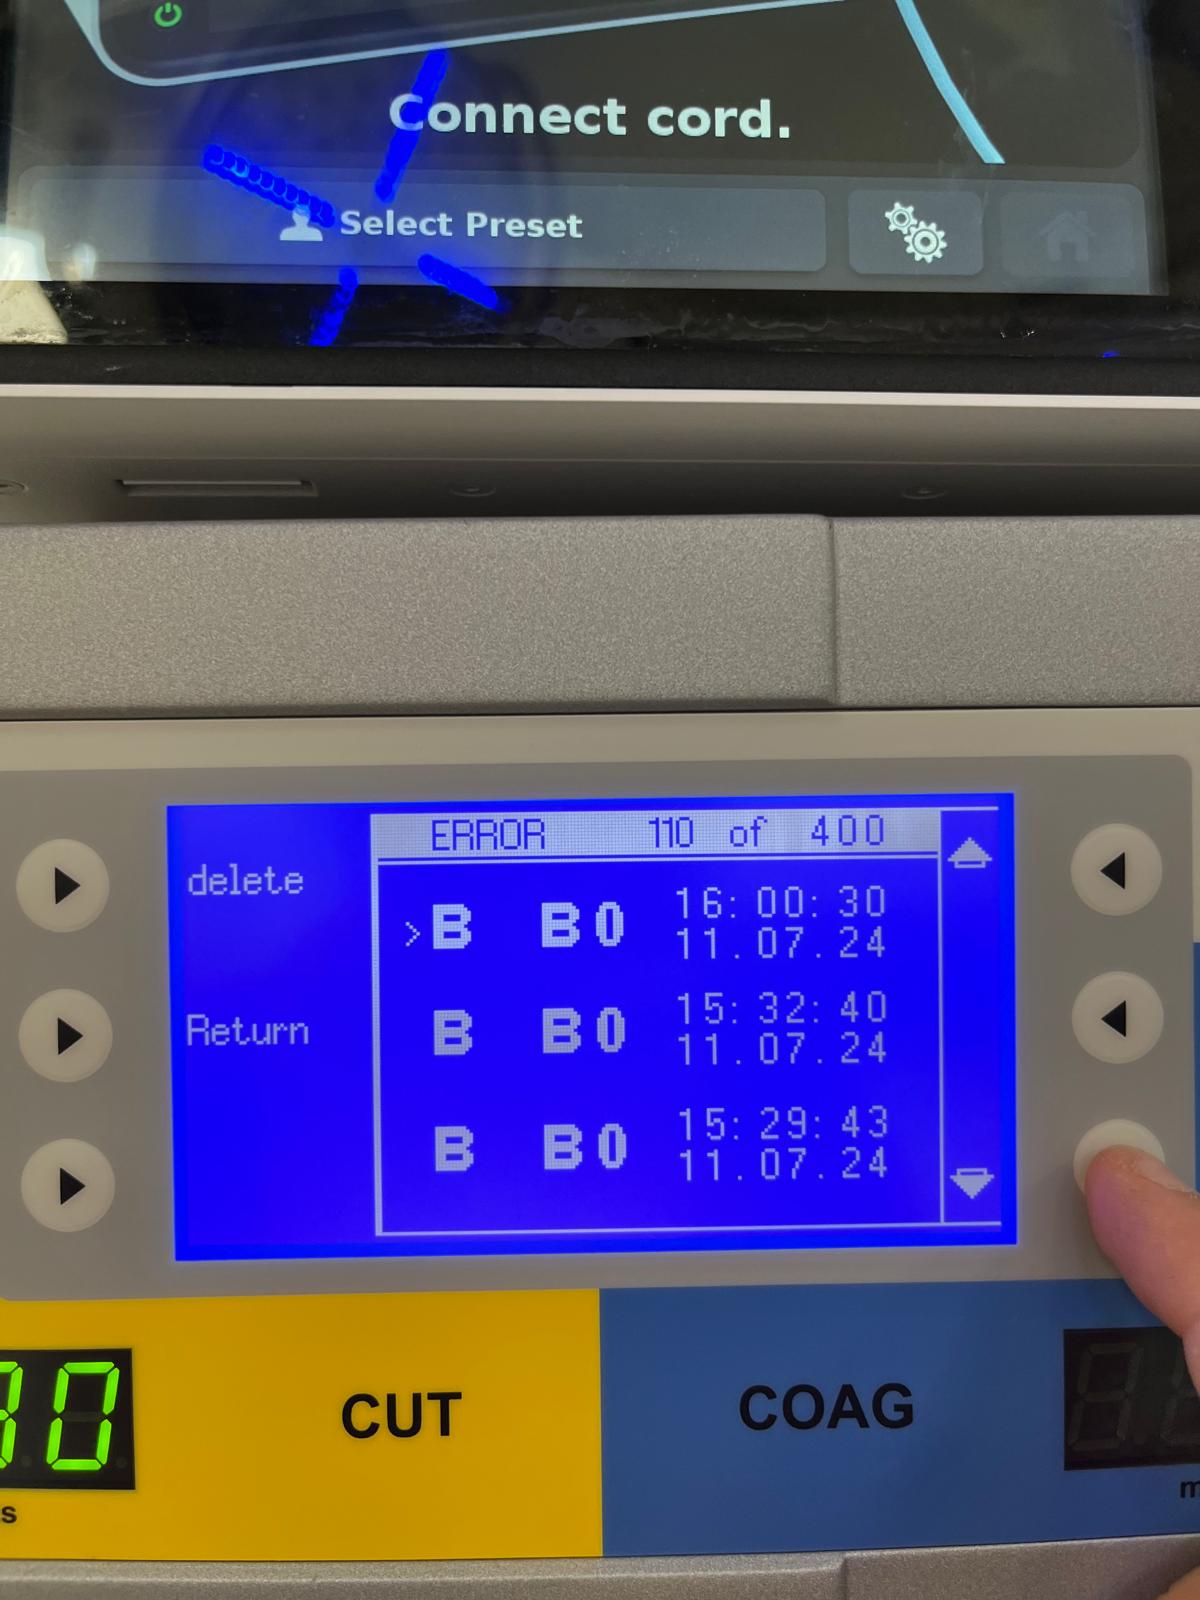 Connect cord.
Select Preset
ERROR 110 of 400
delete
>B B0 16:00:30
11.07.24
Return
B B0 15:32:40
11.07.24
B B0 15:29:43
11.07.24
0
CUT
COAG
s
m